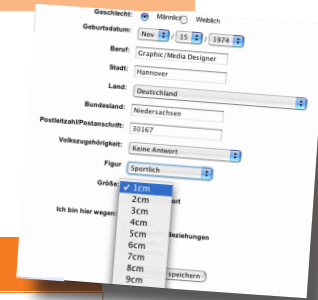 Geschlecht: Männlich Weiblich
Geburtsdatum: Nov / 15 / 1974
Beruf: Graphic/Media Designer
Stadt: Hannover
Land: Deutschland
Bundesland: Niedersachsen
Postleitzahl/Postanschrift: 30167
Volkszugehörigkeit: Keine Antwort
Figur Sportlich
Größe: ✓ 1cm
2cm
3cm
Ich bin hier wegen: 4cm
5cm Beziehungen
6cm
7cm
8cm speichern
9cm